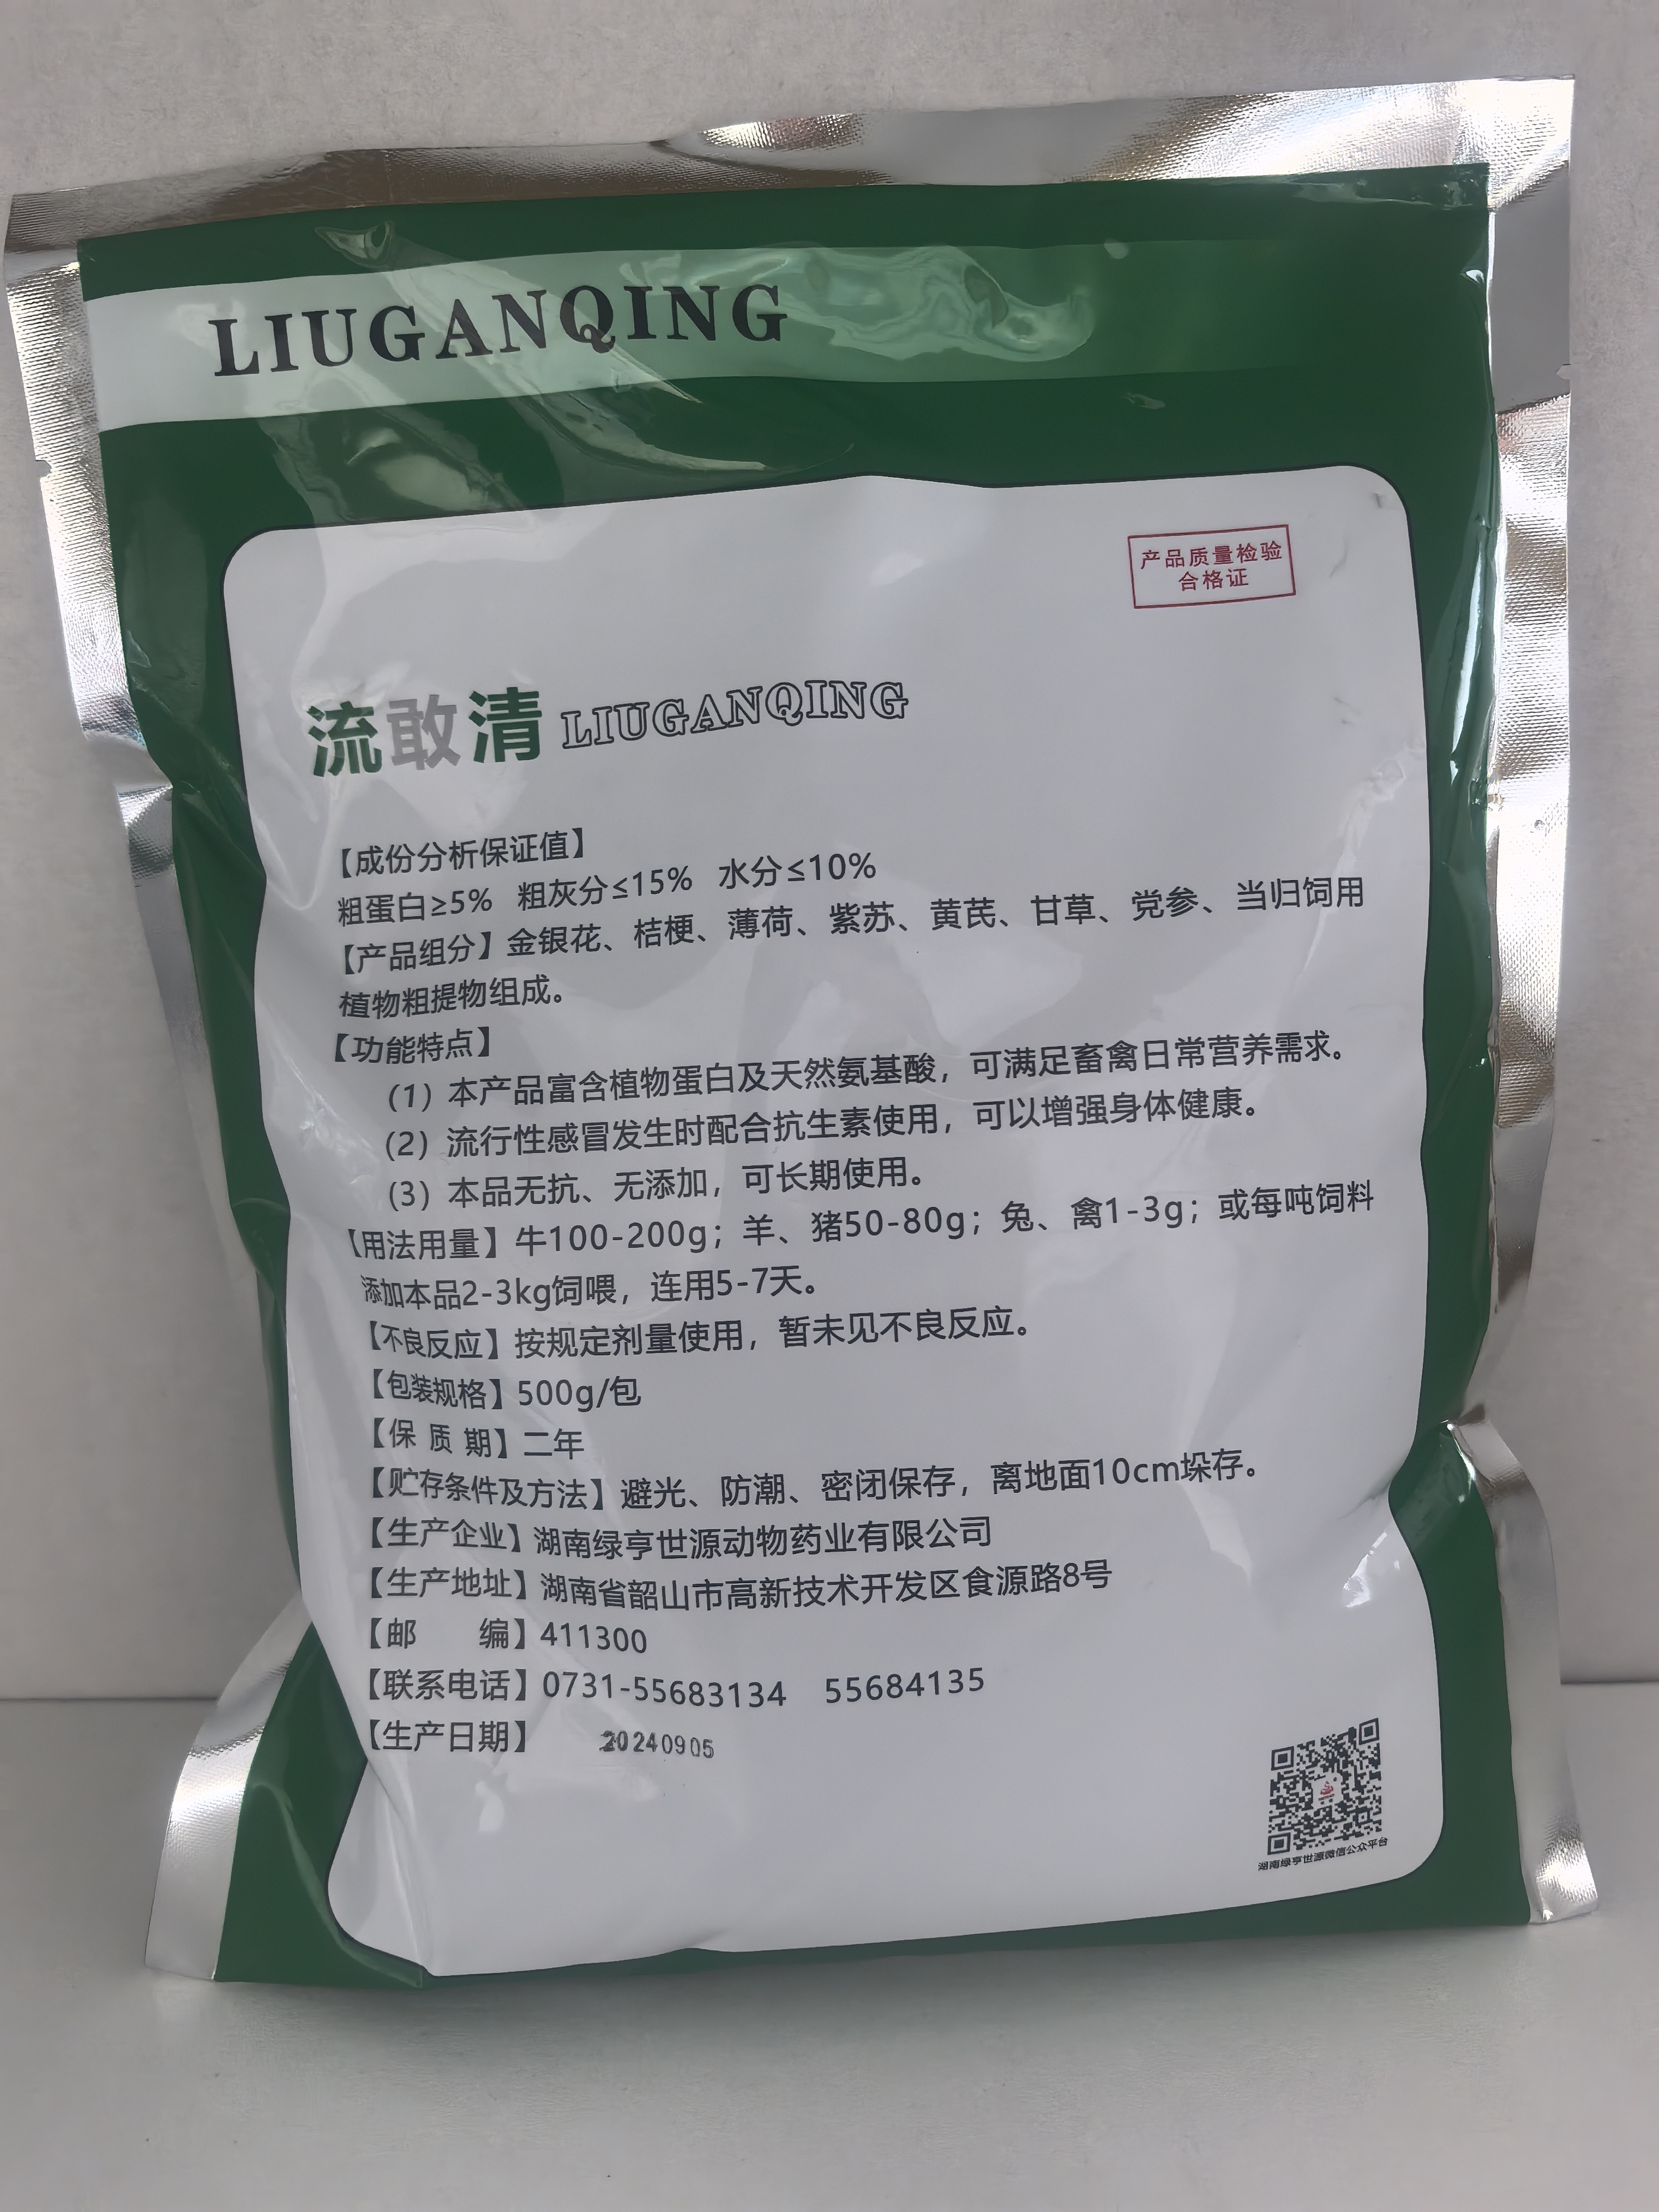 LIUGANQING
产品质量检验
合格证
流敢清 LIUGANQING
【成份分析保证值】
粗蛋白≥5% 粗灰分≤15% 水分≤10%
【产品组分】金银花、桔梗、薄荷、紫苏、黄芪、甘草、党参、当归饲用
植物粗提物组成。
【功能特点】
(1) 本产品富含植物蛋白及天然氨基酸，可满足畜禽日常营养需求。
(2) 流行性感冒发生时配合抗生素使用，可以增强身体健康。
(3) 本品无抗、无添加，可长期使用。
【用法用量】牛100-200g；羊、猪50-80g；兔、禽1-3g；或每吨饲料
添加本品2-3kg饲喂，连用5-7天。
【不良反应】按规定剂量使用，暂未见不良反应。
【包装规格】500g/包
【保 质 期】二年
【贮存条件及方法】避光、防潮、密闭保存，离地面10cm垛存。
【生产企业】湖南绿亨世源动物药业有限公司
【生产地址】湖南省韶山市高新技术开发区食源路8号
【邮 编】411300
【联系电话】0731-55683134 55684135
【生产日期】 20240905
湖南绿亨世源微信公众平台